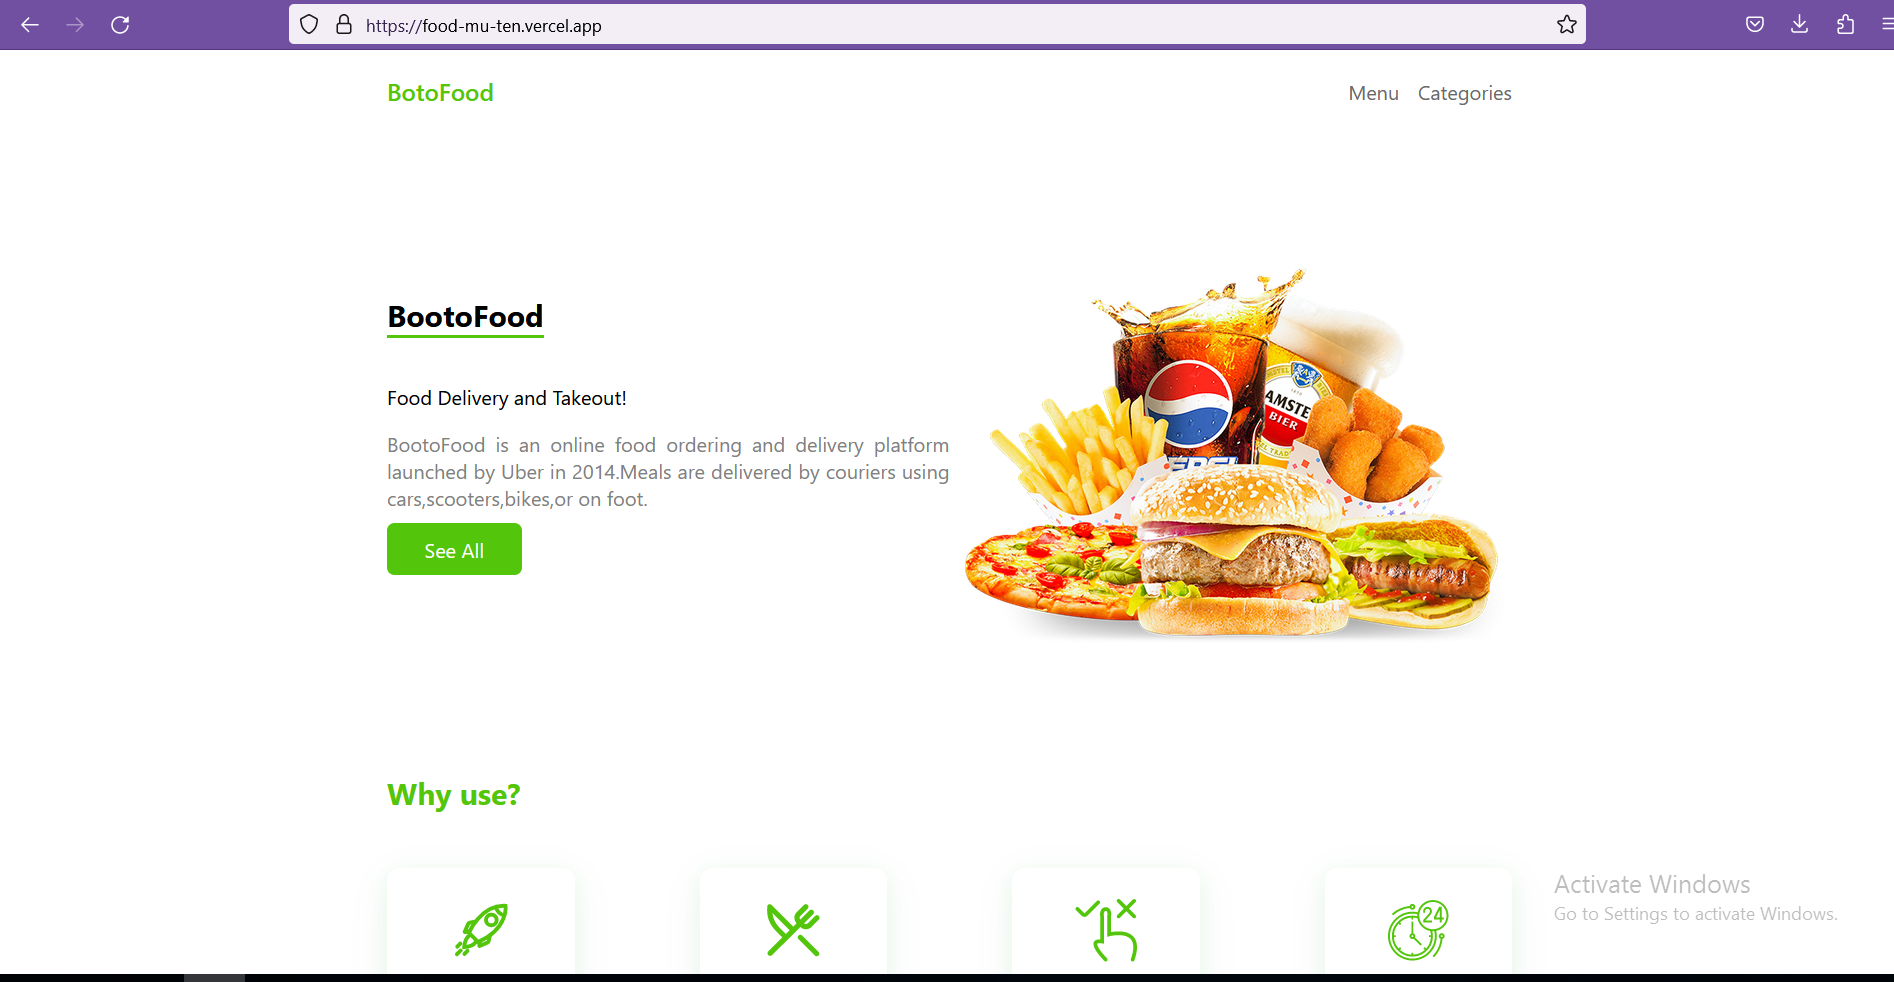 https://food-mu-ten.vercel.app
BotoFood
Menu Categories
BootoFood
Food Delivery and Takeout!
BootoFood is an online food ordering and delivery platform
launched by Uber in 2014.Meals are delivered by couriers using
cars,scooters,bikes,or on foot.
See All
AMSTE
BIER
Why use?
24
Activate Windows
Go to Settings to activate Windows.